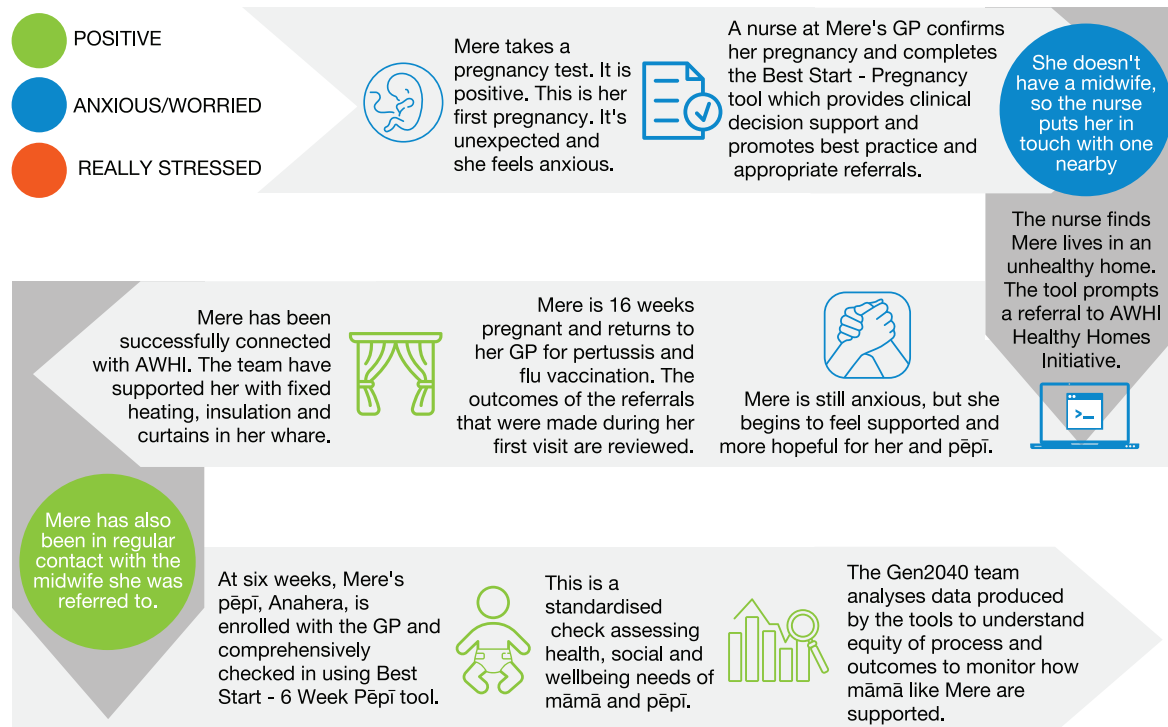 POSITIVE
ANXIOUS/WORRIED
REALLY STRESSED
Mere takes a
pregnancy test. It is
positive. This is her
first pregnancy. It's
unexpected and
she feels anxious.
A nurse at Mere's GP confirms
her pregnancy and completes
the Best Start - Pregnancy
tool which provides clinical
decision support and
promotes best practice and
appropriate referrals.
She doesn't
have a midwife,
so the nurse
puts her in
touch with one
nearby
The nurse finds
Mere lives in an
unhealthy home.
The tool prompts
a referral to AWHI
Healthy Homes
Initiative.
>_
Mere is still anxious, but she
begins to feel supported and
more hopeful for her and pēpī.
Mere is 16 weeks
pregnant and returns to
her GP for pertussis and
flu vaccination. The
outcomes of the referrals
that were made during her
first visit are reviewed.
Mere has been
successfully connected
with AWHI. The team have
supported her with fixed
heating, insulation and
curtains in her whare.
Mere has also
been in regular
contact with the
midwife she was
referred to.
At six weeks, Mere's
pēpī, Anahera, is
enrolled with the GP and
comprehensively
checked in using Best
Start - 6 Week Pēpī tool.
This is a
standardised
check assessing
health, social and
wellbeing needs of
māmā and pēpī.
The Gen2040 team
analyses data produced
by the tools to understand
equity of process and
outcomes to monitor how
māmā like Mere are
supported.